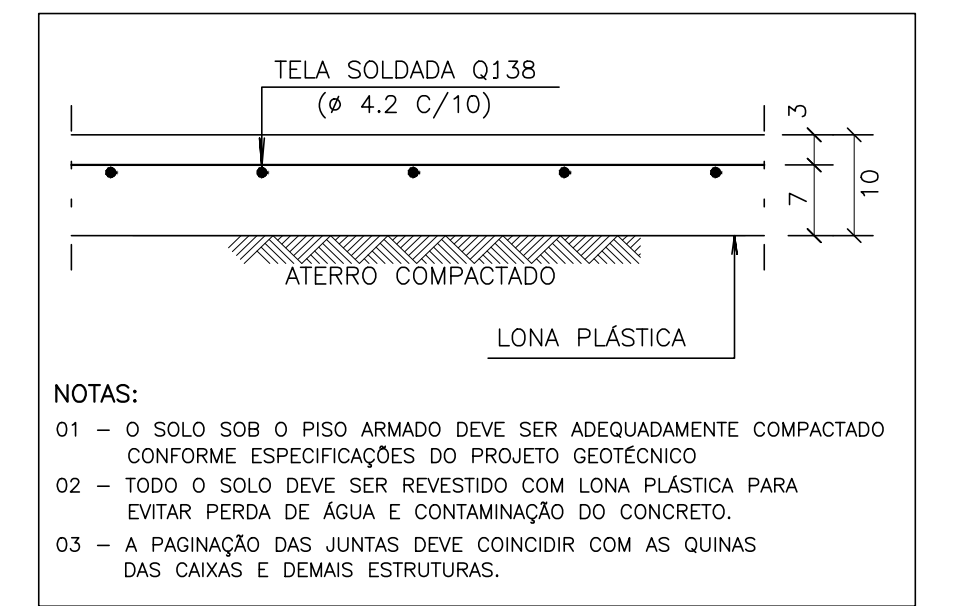 TELA SOLDADA Q138
(ø 4.2 C/10)
3
7
10
ATERRO COMPACTADO
LONA PLÁSTICA
NOTAS:
01 – O SOLO SOB O PISO ARMADO DEVE SER ADEQUADAMENTE COMPACTADO
CONFORME ESPECIFICAÇÕES DO PROJETO GEOTÉCNICO
02 – TODO O SOLO DEVE SER REVESTIDO COM LONA PLÁSTICA PARA
EVITAR PERDA DE ÁGUA E CONTAMINAÇÃO DO CONCRETO.
03 – A PAGINAÇÃO DAS JUNTAS DEVE COINCIDIR COM AS QUINAS
DAS CAIXAS E DEMAIS ESTRUTURAS.